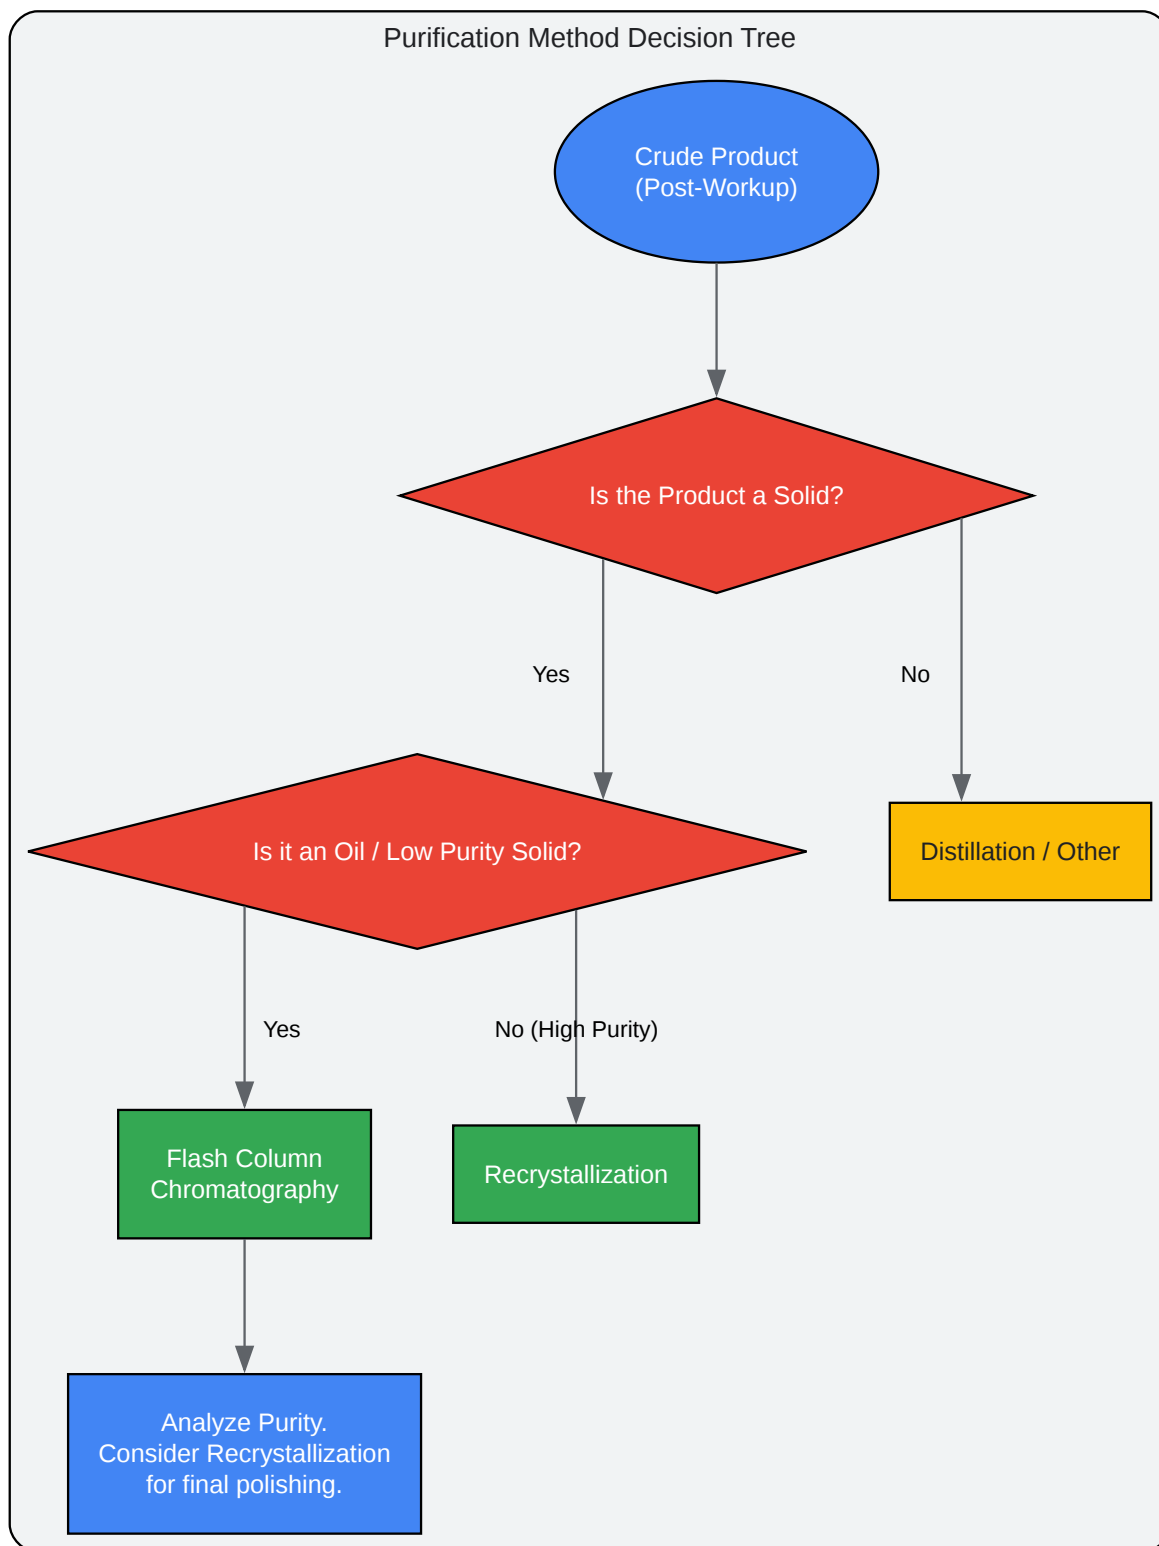 Purification Method Decision Tree
Crude Product
(Post-Workup)
Is the Product a Solid?
Yes
No
Is it an Oil / Low Purity Solid?
Distillation / Other
Yes
No (High Purity)
Flash Column
Chromatography
Recrystallization
Analyze Purity.
Consider Recrystallization
for final polishing.